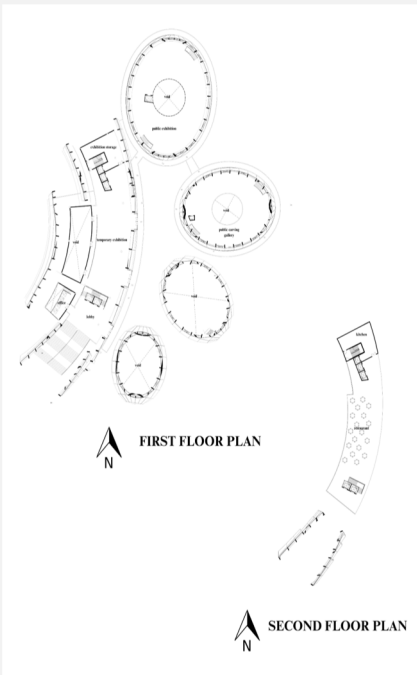 void
public exhibition
exhibition storage
void
public carving
gallery
void
temporary exhibition
void
office
lobby
void
N
FIRST FLOOR PLAN
kitchen
restaurant
N
SECOND FLOOR PLAN